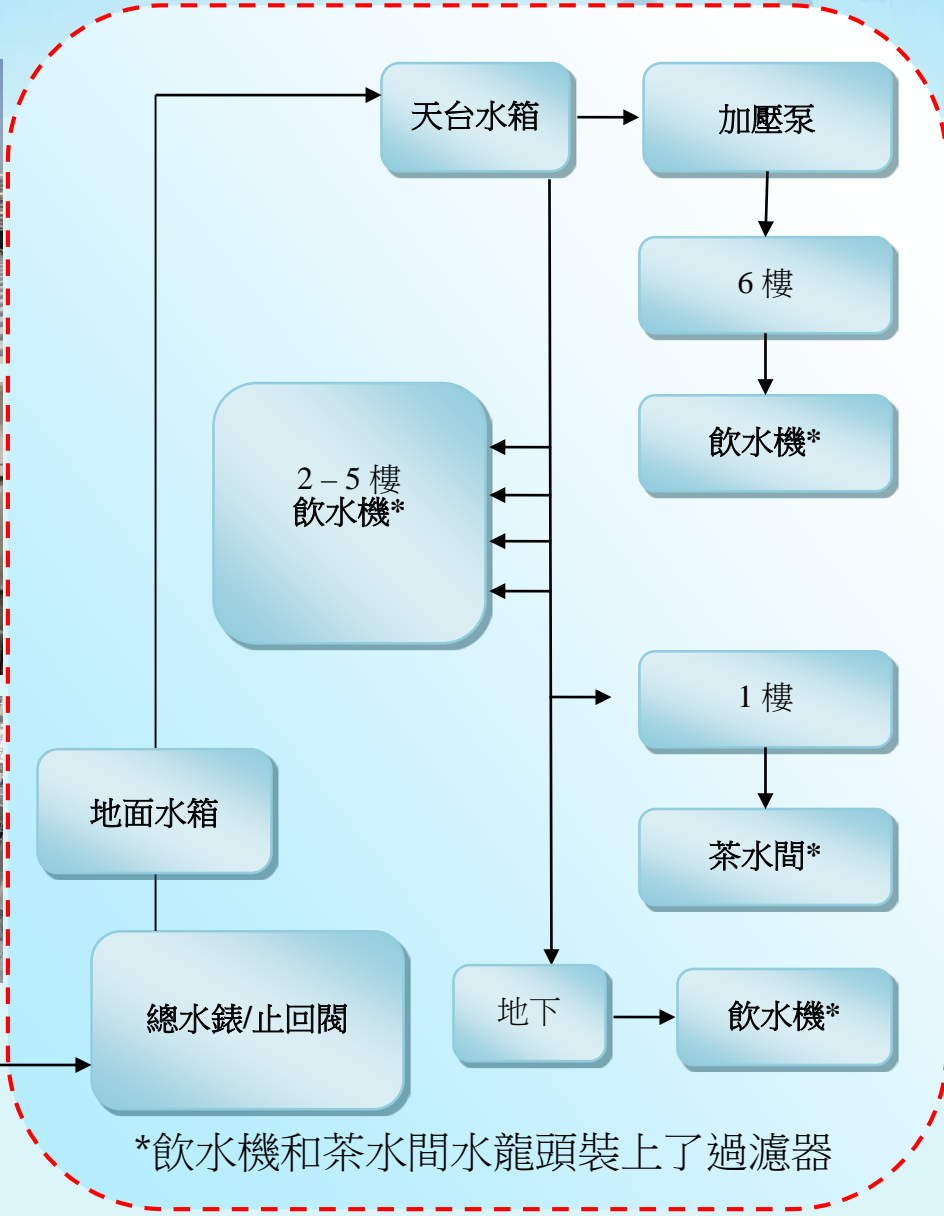 天台水箱
加壓泵
6 樓
飲水機*
2 – 5 樓
飲水機*
1 樓
地面水箱
茶水間*
總水錶/止回閥
地下
飲水機*
*飲水機和茶水間水龍頭裝上了過濾器